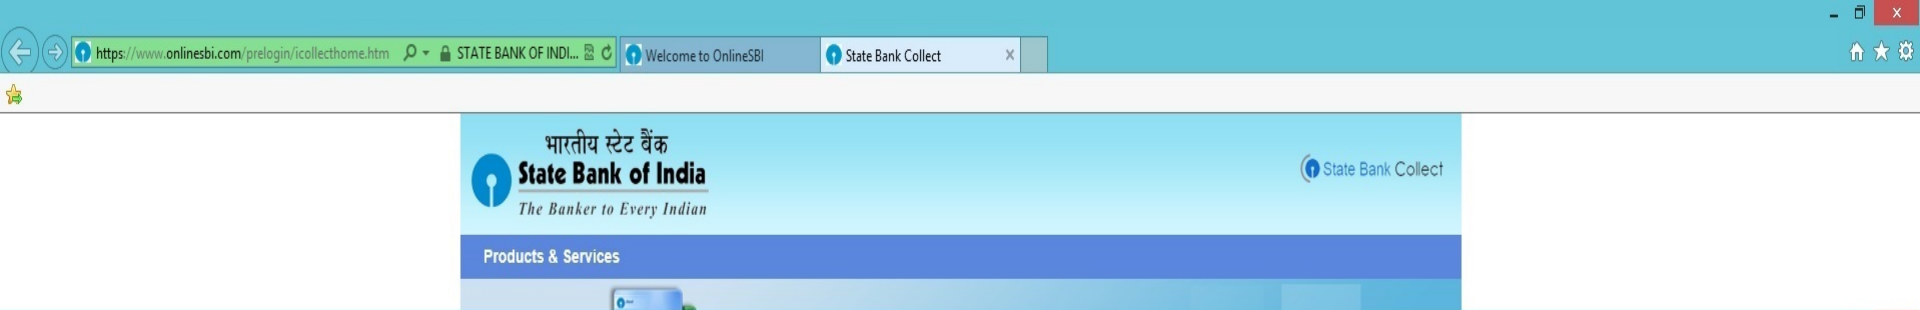 https://www.onlinesbi.com/prelogin/icollecthome.htm STATE BANK OF INDI... Welcome to OnlineSBI State Bank Collect
भारतीय स्टेट बैंक
State Bank of India
The Banker to Every Indian
State Bank Collect
Products & Services